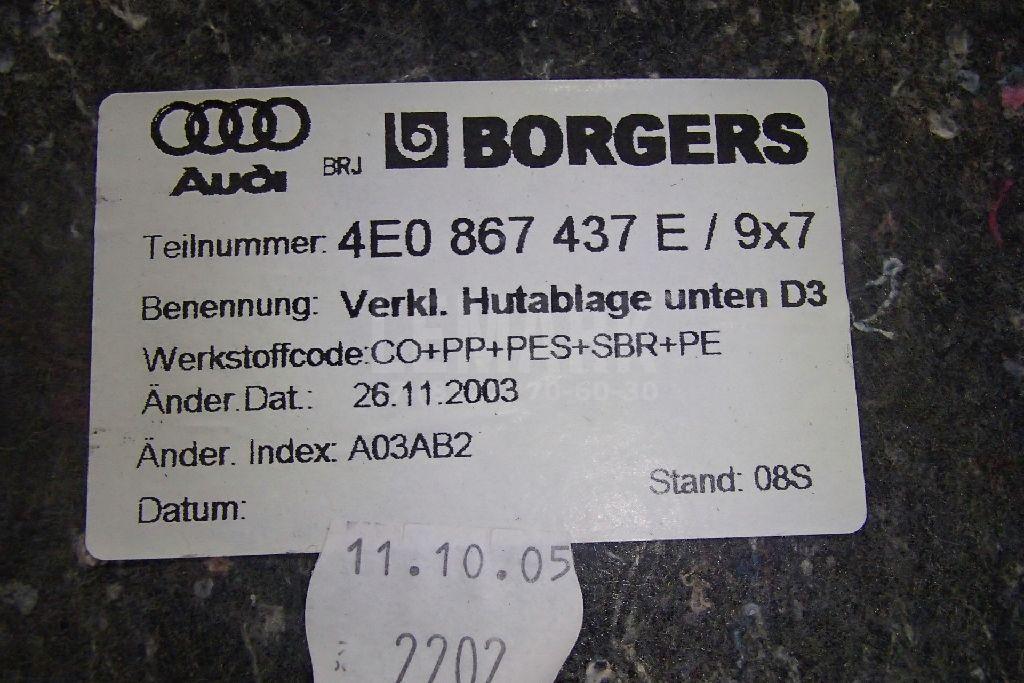 Audi BRJ BORGERS
Teilnummer: 4E0 867 437 E / 9x7
Benennung: Verkl. Hutablage unten D3
Werkstoffcode:CO+PP+PES+SBR+PE
Änder.Dat.: 26.11.2003
Änder. Index: A03AB2
Stand: 08S
Datum:
11.10.05
2202